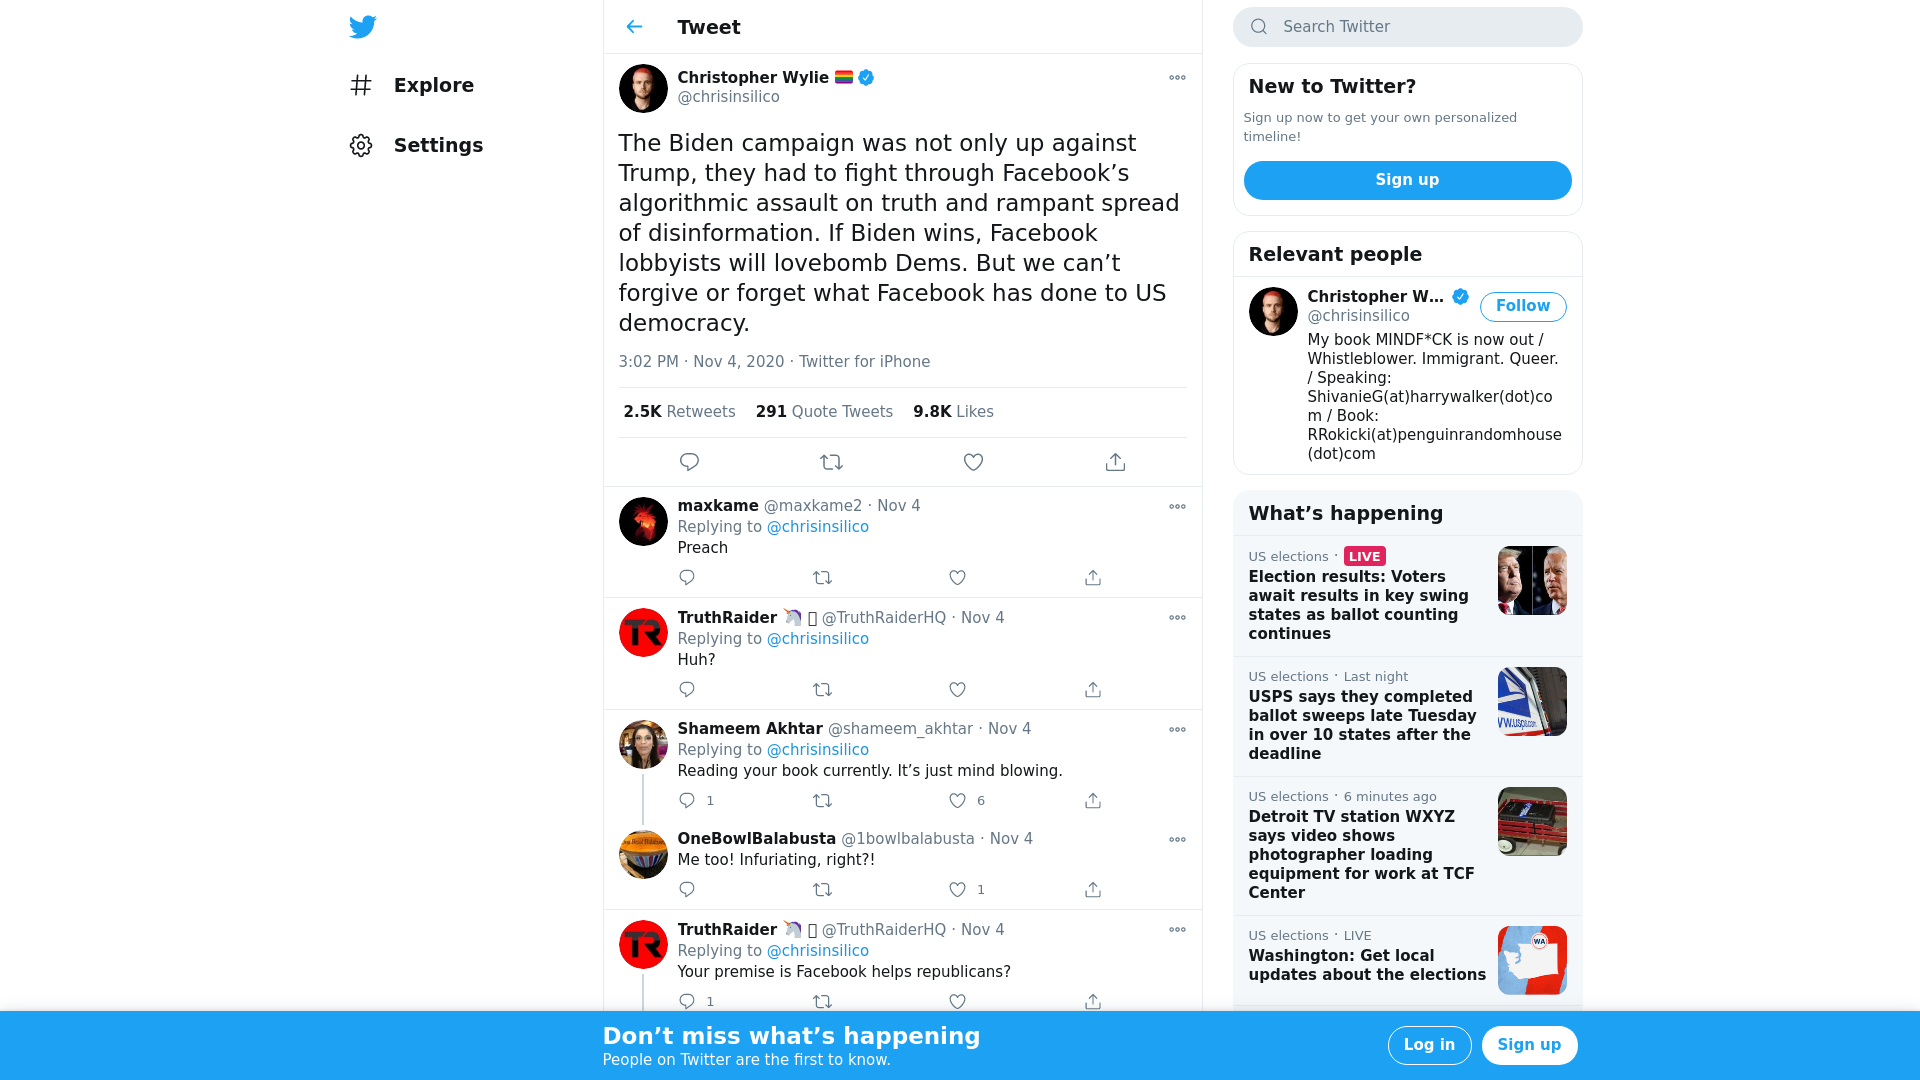 Explore
Settings
Tweet
Christopher Wylie
@chrisinsilico
The Biden campaign was not only up against
Trump, they had to fight through Facebook’s
algorithmic assault on truth and rampant spread
of disinformation. If Biden wins, Facebook
lobbyists will lovebomb Dems. But we can’t
forgive or forget what Facebook has done to US
democracy.
3:02 PM · Nov 4, 2020 · Twitter for iPhone
2.5K Retweets 291 Quote Tweets 9.8K Likes
maxkame @maxkame2 · Nov 4
Replying to @chrisinsilico
Preach
TruthRaider 🦄 @TruthRaiderHQ · Nov 4
Replying to @chrisinsilico
Huh?
Shameem Akhtar @shameem_akhtar · Nov 4
Replying to @chrisinsilico
Reading your book currently. It’s just mind blowing.
1 6
OneBowlBalabusta @1bowlbalabusta · Nov 4
Me too! Infuriating, right?!
1
TruthRaider 🦄 @TruthRaiderHQ · Nov 4
Replying to @chrisinsilico
Your premise is Facebook helps republicans?
1
Search Twitter
New to Twitter?
Sign up now to get your own personalized
timeline!
Sign up
Relevant people
Christopher W…
@chrisinsilico
Follow
My book MINDF*CK is now out /
Whistleblower. Immigrant. Queer.
/ Speaking:
ShivanieG(at)harrywalker(dot)co
m / Book:
RRokicki(at)penguinrandomhouse
(dot)com
What’s happening
US elections · LIVE
Election results: Voters
await results in key swing
states as ballot counting
continues
US elections · Last night
USPS says they completed
ballot sweeps late Tuesday
in over 10 states after the
deadline
US elections · 6 minutes ago
Detroit TV station WXYZ
says video shows
photographer loading
equipment for work at TCF
Center
US elections · LIVE
Washington: Get local
updates about the elections
WA
Don’t miss what’s happening
People on Twitter are the first to know.
Log in
Sign up